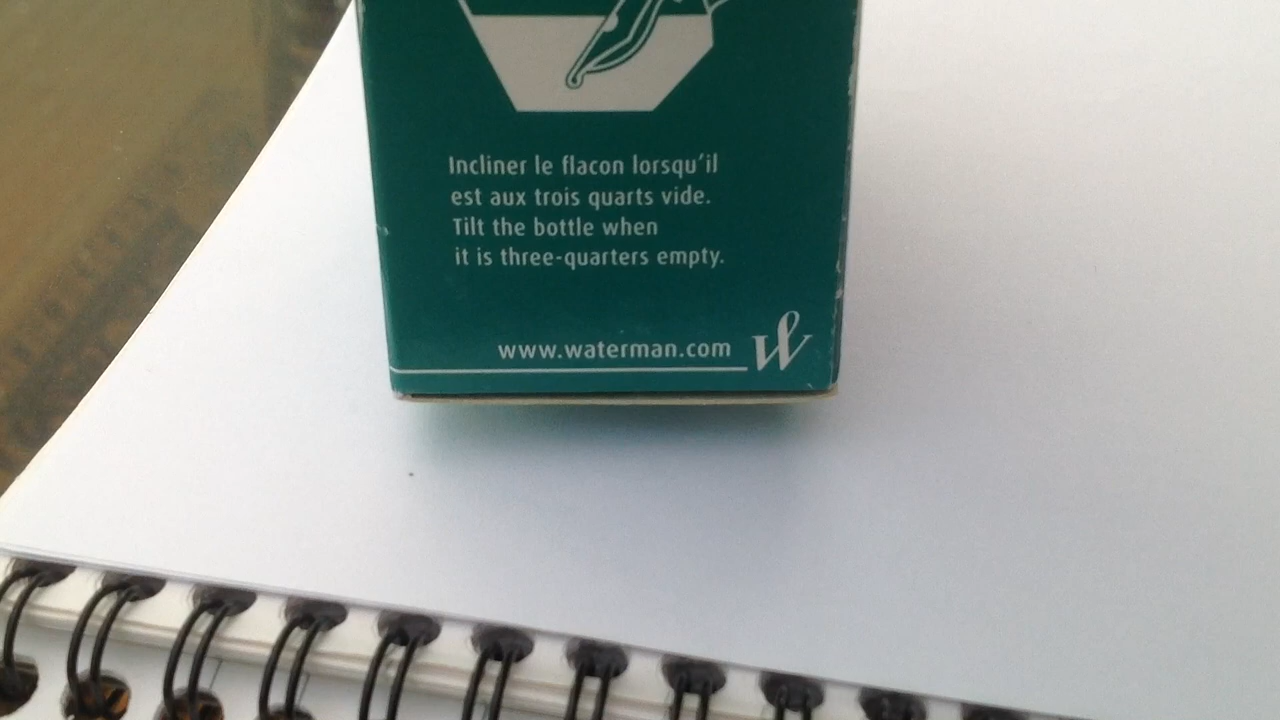 Incliner le flacon lorsqu'il
est aux trois quarts vide.
Tilt the bottle when
it is three-quarters empty.
www.waterman.com
W